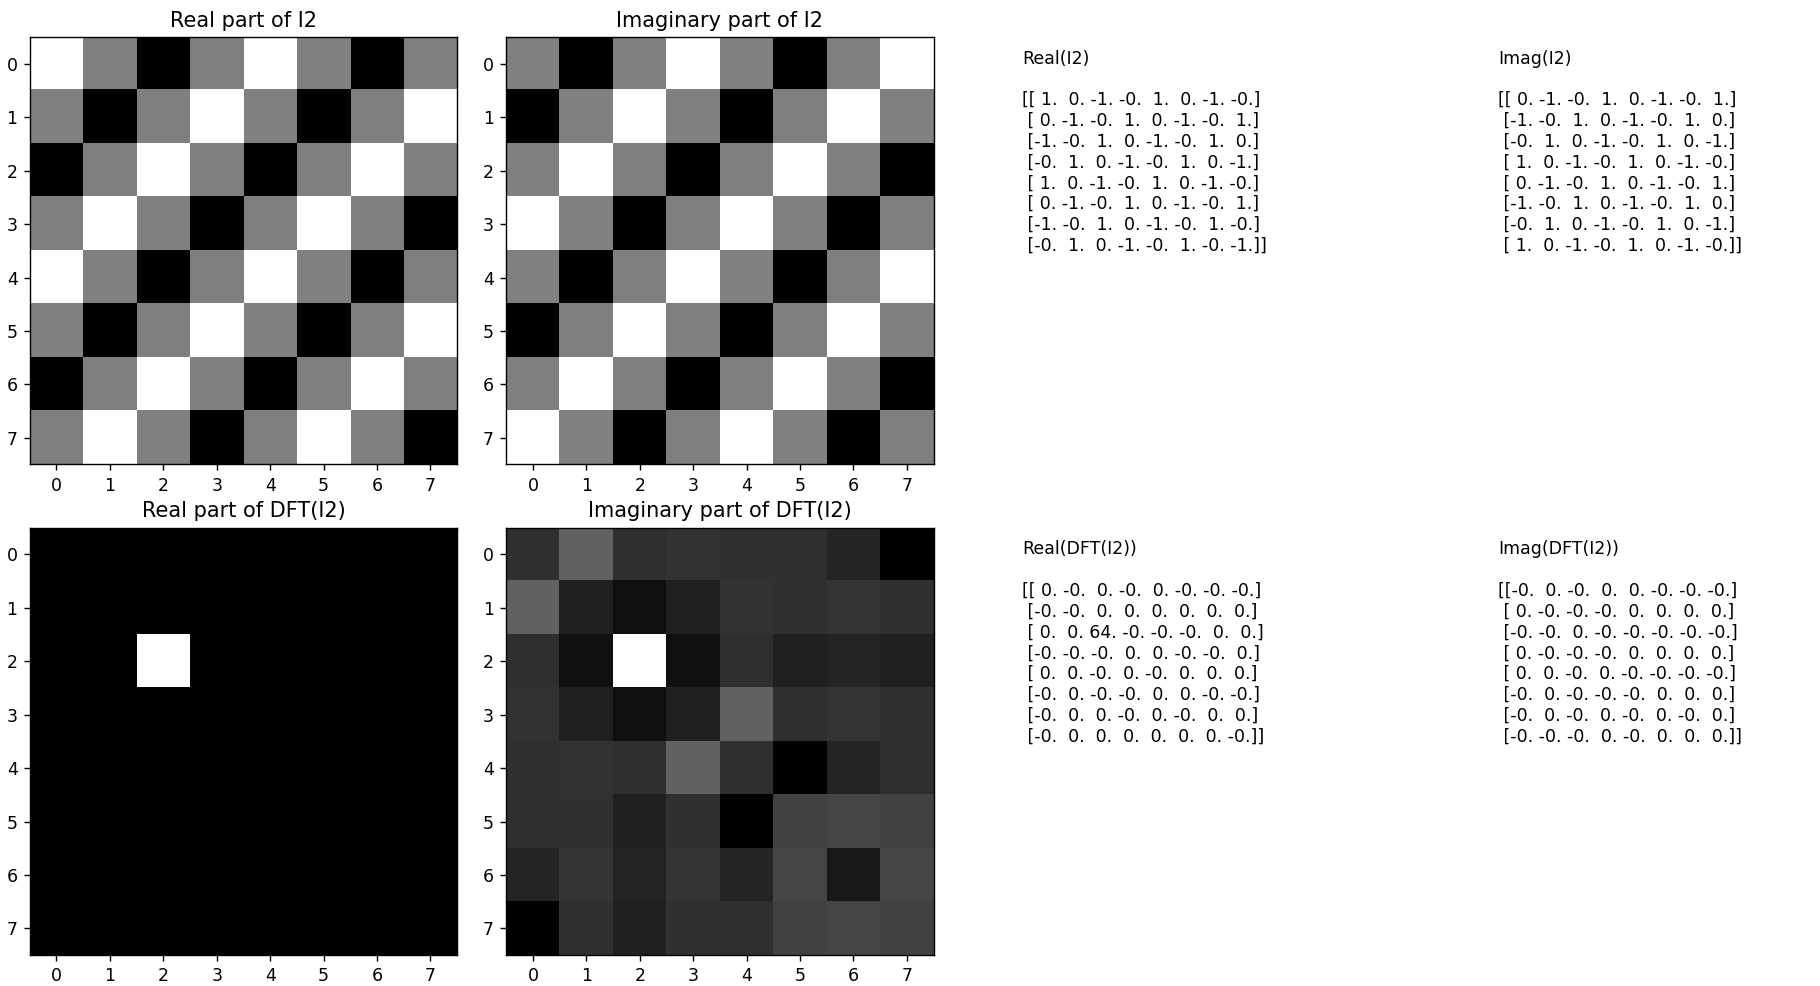 Real part of I2
0
1
2
3
4
5
6
7
0 1 2 3 4 5 6 7
Imaginary part of I2
0
1
2
3
4
5
6
7
0 1 2 3 4 5 6 7
Real(I2)
[[ 1. 0. -1. -0. 1. 0. -1. -0.]
[ 0. -1. -0. 1. 0. -1. -0. 1.]
[-1. -0. 1. 0. -1. -0. 1. 0.]
[-0. 1. 0. -1. -0. 1. 0. -1.]
[ 1. 0. -1. -0. 1. 0. -1. -0.]
[ 0. -1. -0. 1. 0. -1. -0. 1.]
[-1. -0. 1. 0. -1. -0. 1. -0.]
[-0. 1. 0. -1. -0. 1. -0. -1.]]
Imag(I2)
[[ 0. -1. -0. 1. 0. -1. -0. 1.]
[-1. -0. 1. 0. -1. -0. 1. 0.]
[-0. 1. 0. -1. -0. 1. 0. -1.]
[ 1. 0. -1. -0. 1. 0. -1. -0.]
[ 0. -1. -0. 1. 0. -1. -0. 1.]
[-1. -0. 1. 0. -1. -0. 1. 0.]
[-0. 1. 0. -1. -0. 1. 0. -1.]
[ 1. 0. -1. -0. 1. 0. -1. -0.]]
Real part of DFT(I2)
0
1
2
3
4
5
6
7
0 1 2 3 4 5 6 7
Imaginary part of DFT(I2)
0
1
2
3
4
5
6
7
0 1 2 3 4 5 6 7
Real(DFT(I2))
[[ 0. -0. 0. -0. 0. -0. -0. -0.]
[-0. -0. 0. 0. 0. 0. 0. 0.]
[ 0. 0. 64. -0. -0. -0. 0. 0.]
[-0. -0. -0. 0. 0. -0. -0. 0.]
[ 0. 0. -0. 0. -0. 0. 0. 0.]
[-0. 0. -0. -0. 0. 0. -0. -0.]
[-0. 0. 0. -0. 0. -0. 0. 0.]
[-0. 0. 0. 0. 0. 0. 0. -0.]]
Imag(DFT(I2))
[[-0. 0. -0. 0. 0. -0. -0. -0.]
[ 0. -0. -0. -0. 0. 0. 0. 0.]
[-0. -0. 0. -0. -0. -0. -0. -0.]
[ 0. -0. -0. -0. 0. 0. 0. 0.]
[ 0. 0. -0. 0. -0. -0. -0. -0.]
[-0. 0. -0. 0. -0. 0. 0. 0.]
[-0. 0. -0. 0. -0. 0. -0. 0.]
[-0. -0. -0. 0. -0. 0. 0. 0.]]